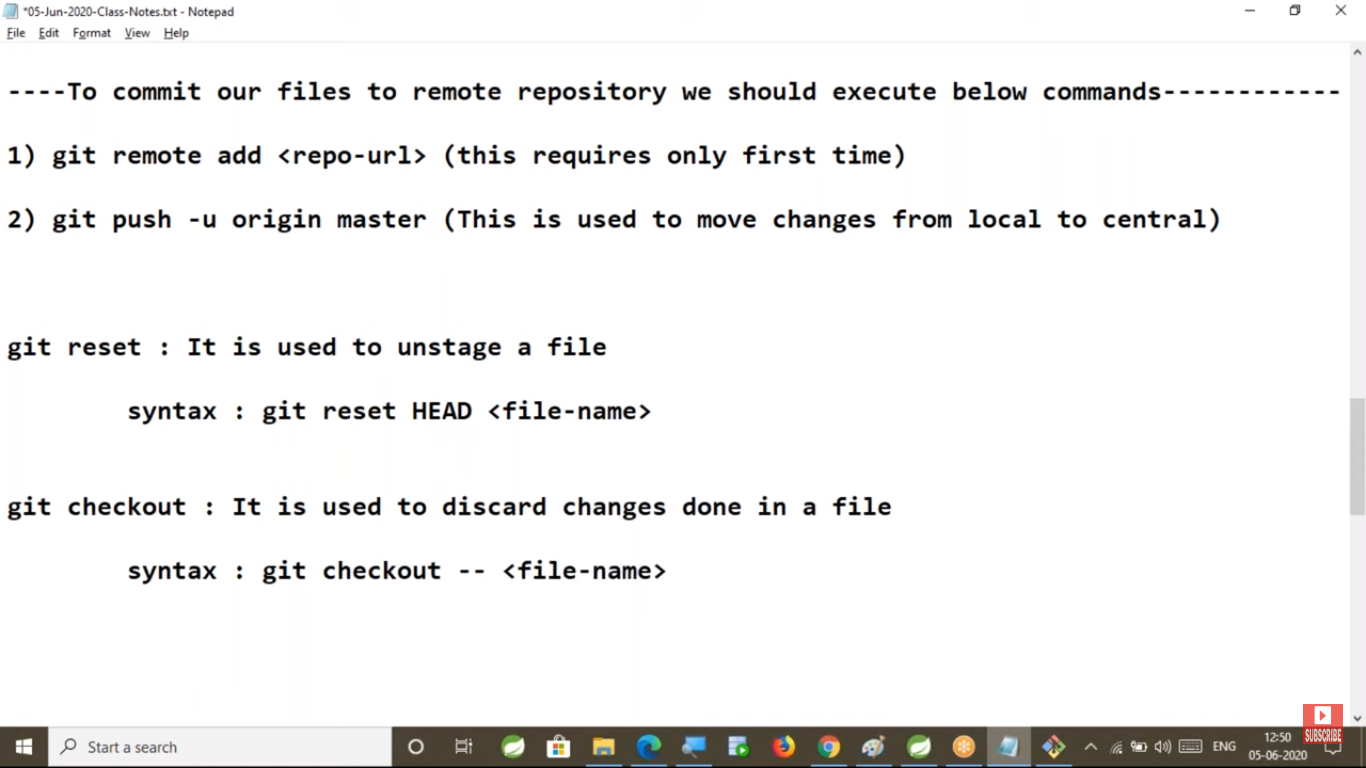 *05-Jun-2020-Class-Notes.txt - Notepad
File Edit Format View Help
----To commit our files to remote repository we should execute below commands------------
1) git remote add <repo-url> (this requires only first time)
2) git push -u origin master (This is used to move changes from local to central)
git reset : It is used to unstage a file
syntax : git reset HEAD <file-name>
git checkout : It is used to discard changes done in a file
syntax : git checkout -- <file-name>
SUBSCRIBE
Start a search
ENG
12:50
05-06-2020